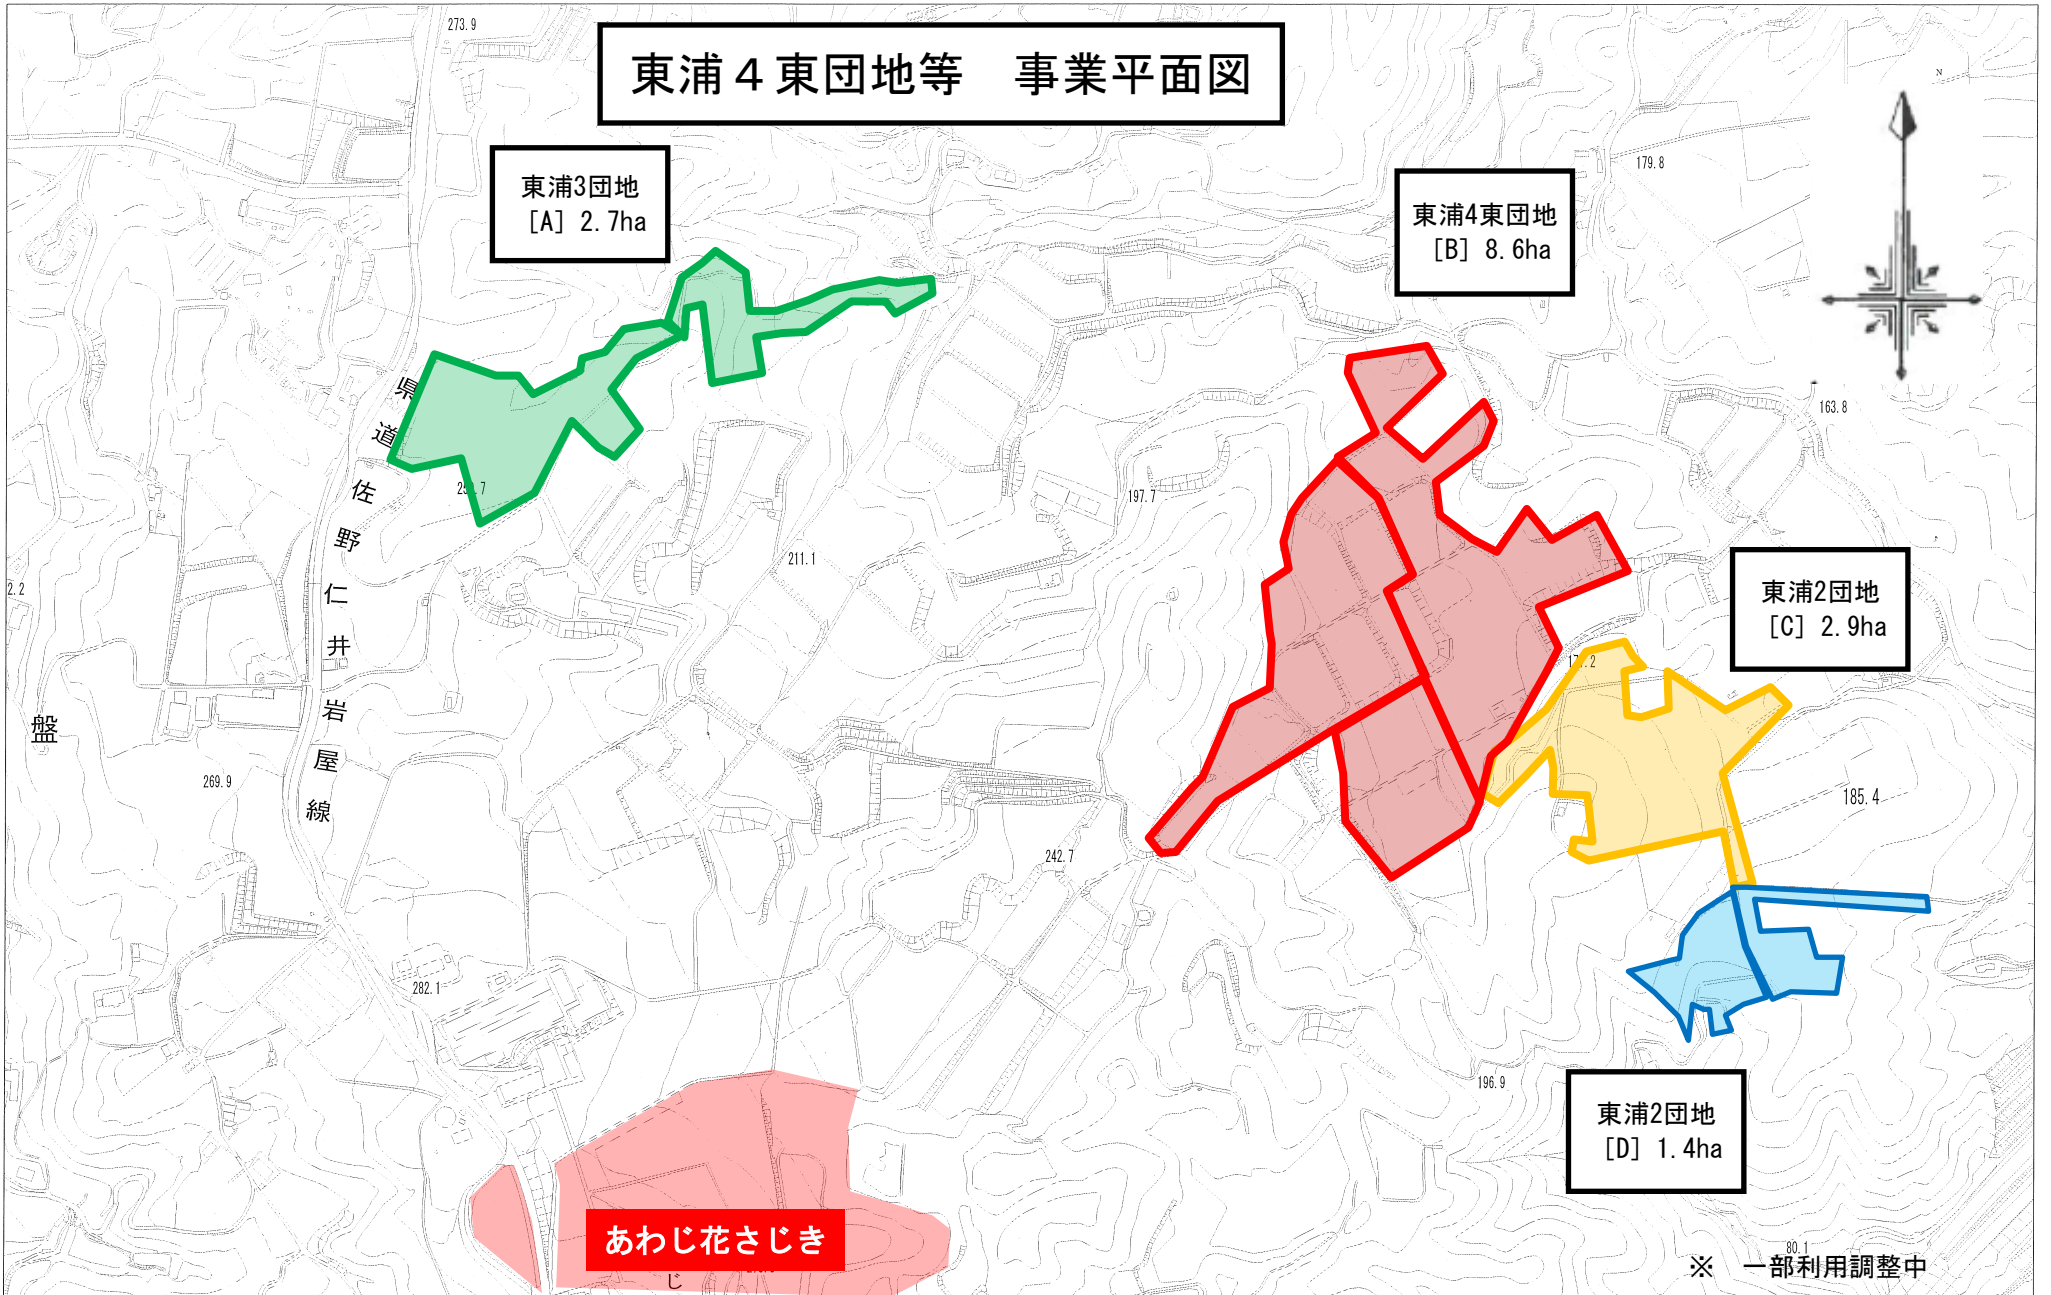 273.9
東浦４東団地等　事業平面図
N
東浦3団地
[A] 2.7ha
179.8
東浦4東団地
[B] 8.6ha
163.8
県道佐野仁井岩屋線
197.7
211.1
東浦2団地
[C] 2.9ha
盤
269.9
185.4
242.7
282.1
196.9
東浦2団地
[D] 1.4ha
あわじ花さじき
じ
80.1
※　一部利用調整中